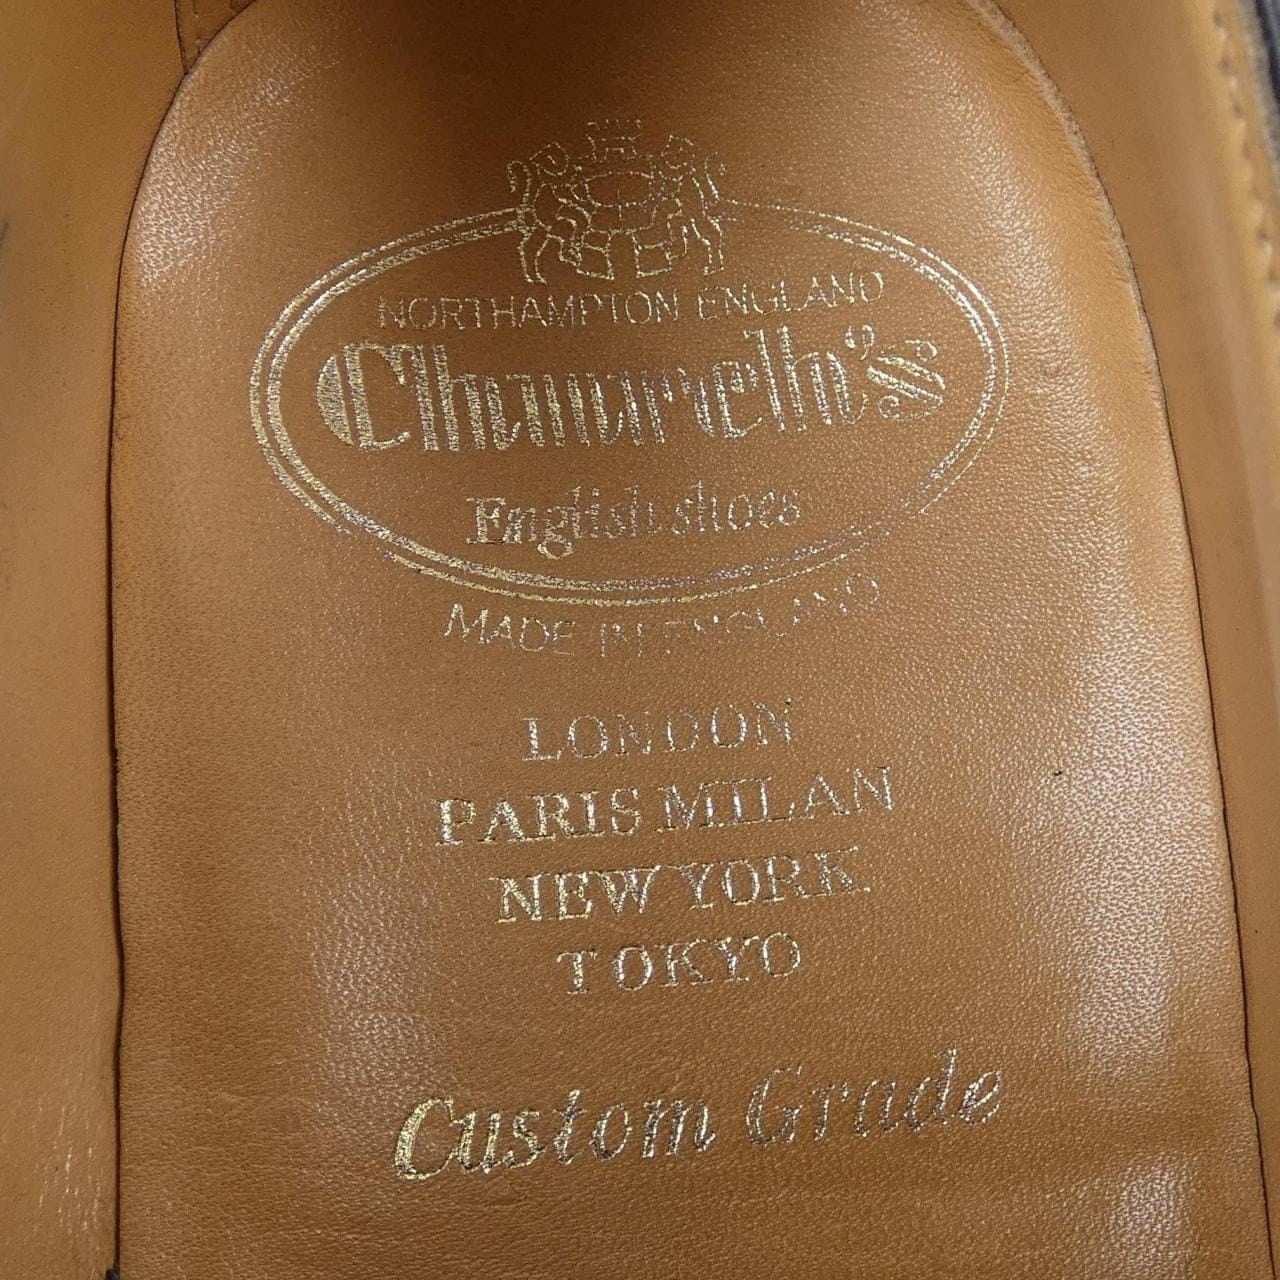 NORTHAMPTON ENGLAND
Church's
English shoes
MADE IN ENGLAND
LONDON
PARIS MILAN
NEW YORK
TOKYO
Custom Grade